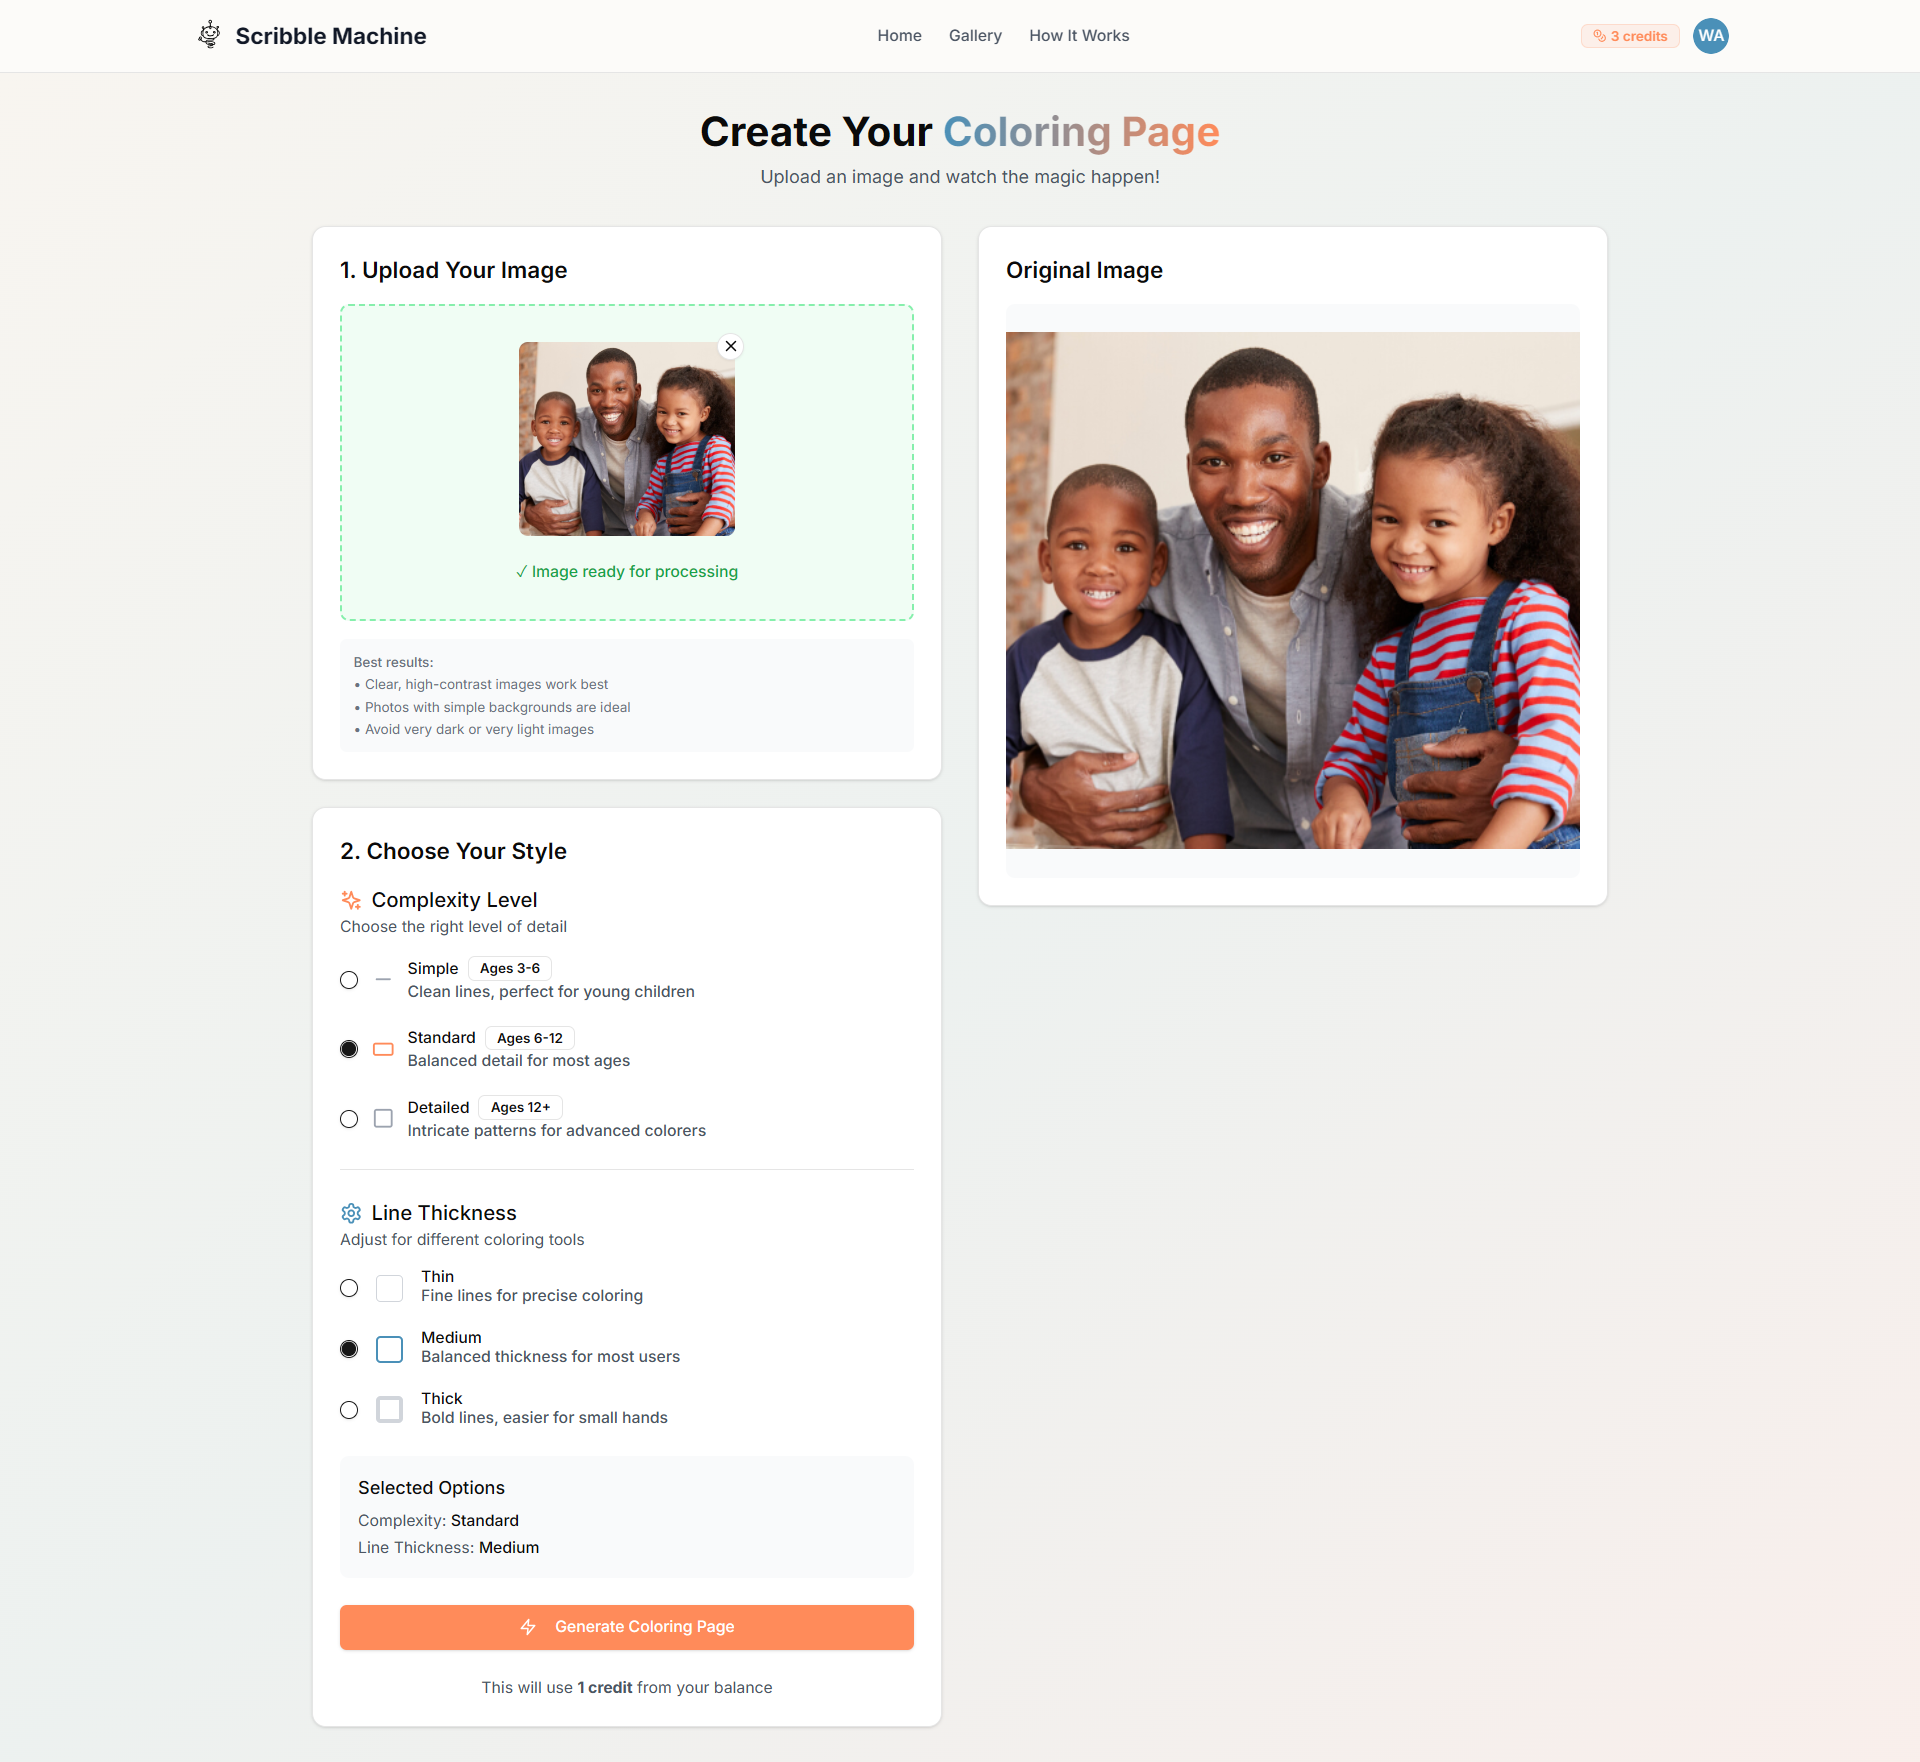 Scribble Machine
Home
Gallery
How It Works
3 credits
WA
Create Your Coloring Page
Upload an image and watch the magic happen!
1. Upload Your Image
✓ Image ready for processing
Best results:
• Clear, high-contrast images work best
• Photos with simple backgrounds are ideal
• Avoid very dark or very light images
Original Image
2. Choose Your Style
Complexity Level
Choose the right level of detail
Simple Ages 3-6
Clean lines, perfect for young children
Standard Ages 6-12
Balanced detail for most ages
Detailed Ages 12+
Intricate patterns for advanced colorers
Line Thickness
Adjust for different coloring tools
Thin
Fine lines for precise coloring
Medium
Balanced thickness for most users
Thick
Bold lines, easier for small hands
Selected Options
Complexity: Standard
Line Thickness: Medium
Generate Coloring Page
This will use 1 credit from your balance